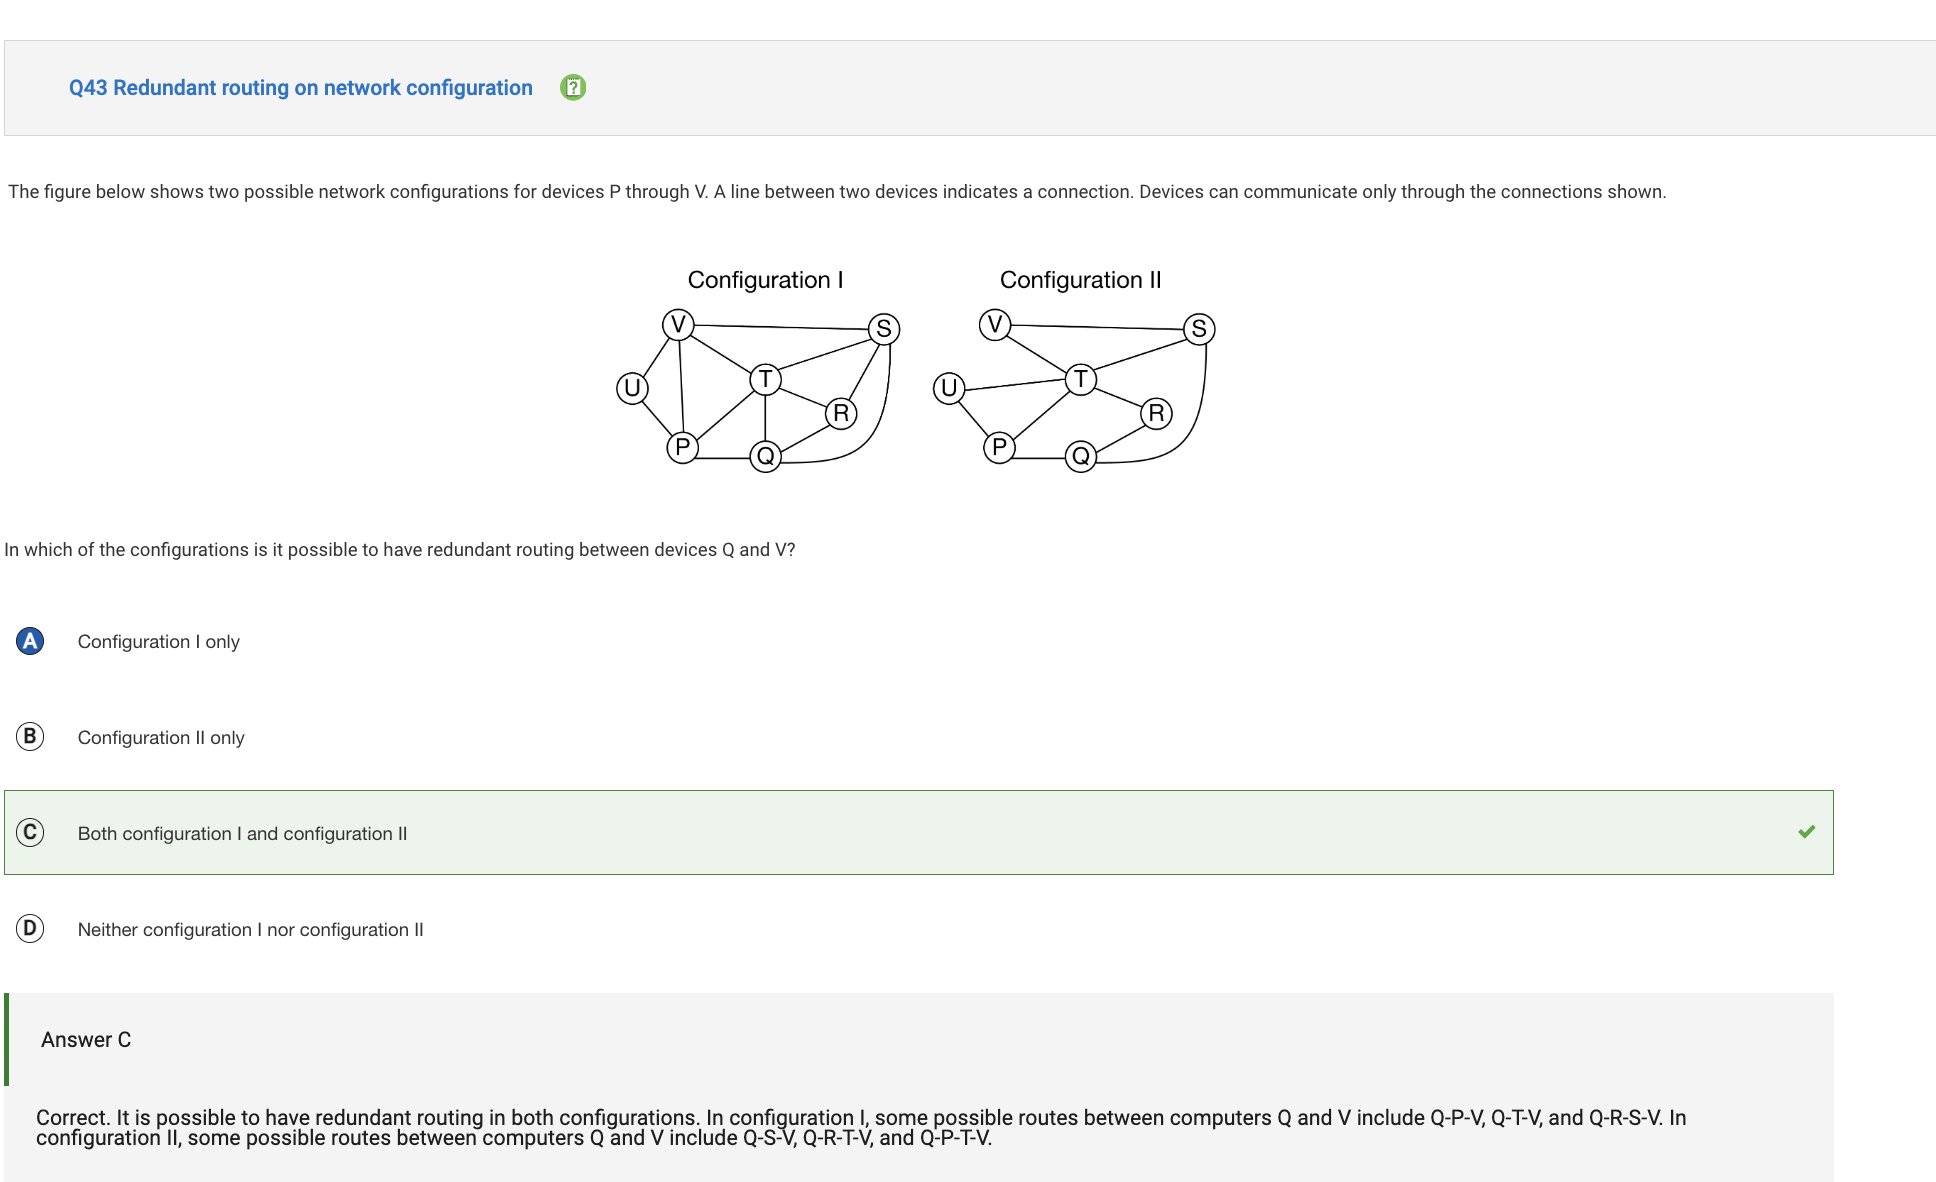 Q43 Redundant routing on network configuration
The figure below shows two possible network configurations for devices P through V. A line between two devices indicates a connection. Devices can communicate only through the connections shown.
Configuration I
Configuration II
V
S
U
T
R
P
Q
V
S
U
T
R
P
Q
In which of the configurations is it possible to have redundant routing between devices Q and V?
A Configuration I only
B Configuration II only
C Both configuration I and configuration II
D Neither configuration I nor configuration II
Answer C
Correct. It is possible to have redundant routing in both configurations. In configuration I, some possible routes between computers Q and V include Q-P-V, Q-T-V, and Q-R-S-V. In
configuration II, some possible routes between computers Q and V include Q-S-V, Q-R-T-V, and Q-P-T-V.